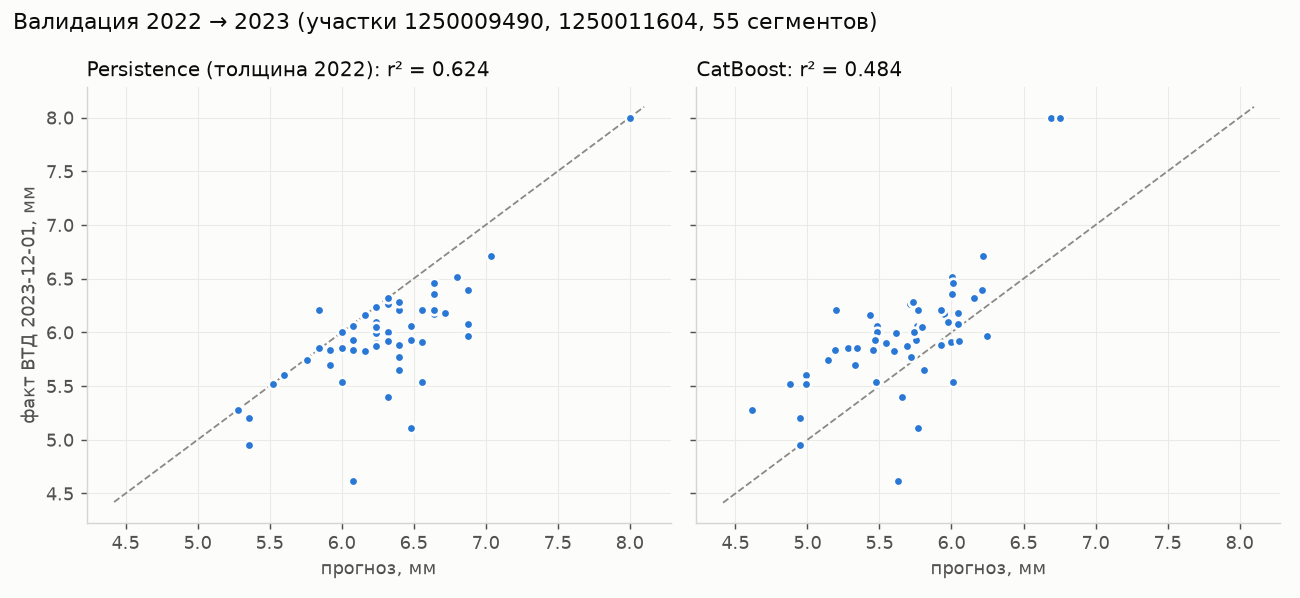 Валидация 2022 → 2023 (участки 1250009490, 1250011604, 55 сегментов)
Persistence (толщина 2022): r² = 0.624
CatBoost: r² = 0.484
факт ВТД 2023-12-01, мм
8.0
7.5
7.0
6.5
6.0
5.5
5.0
4.5
4.5 5.0 5.5 6.0 6.5 7.0 7.5 8.0
прогноз, мм
4.5 5.0 5.5 6.0 6.5 7.0 7.5 8.0
прогноз, мм